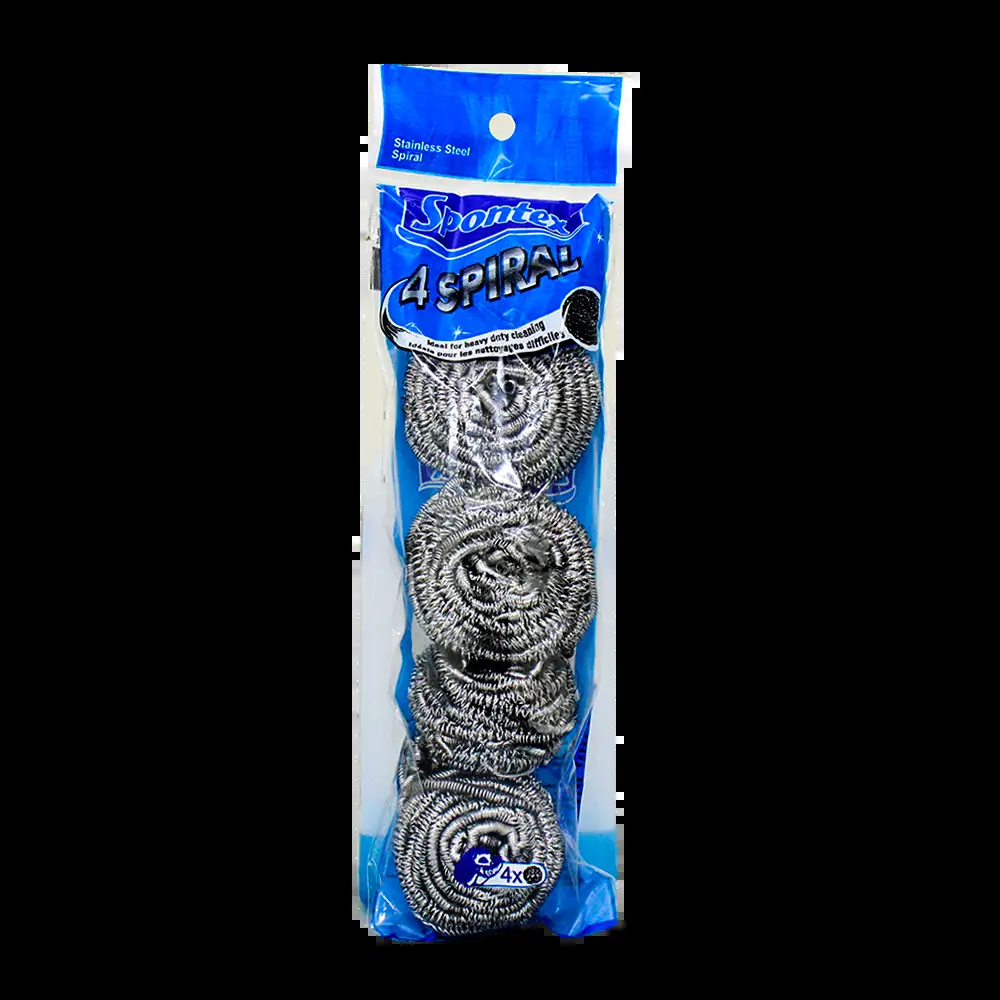 Stainless Steel
Spiral
Spontex
4 SPIRAL
Ideal for heavy duty cleaning
Idéale pour les nettoyages difficiles
4x